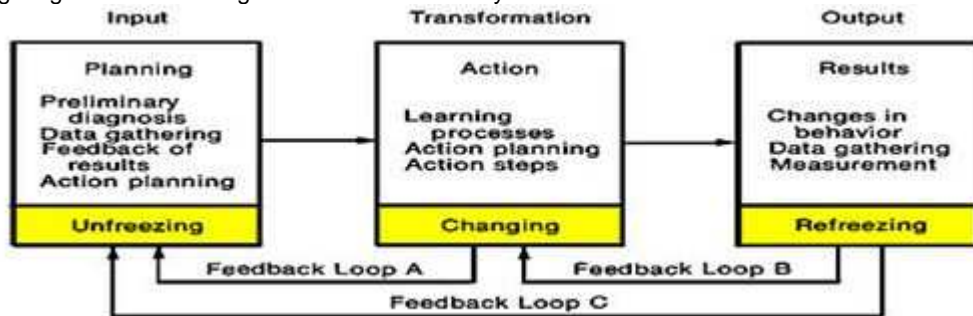 Input
Planning
Preliminary
diagnosis
Data gathering
Feedback of
results
Action planning
Unfreezing
Transformation
Action
Learning
processes
Action planning
Action steps
Changing
Output
Results
Changes in
behavior
Data gathering
Measurement
Refreezing
Feedback Loop A
Feedback Loop B
Feedback Loop C